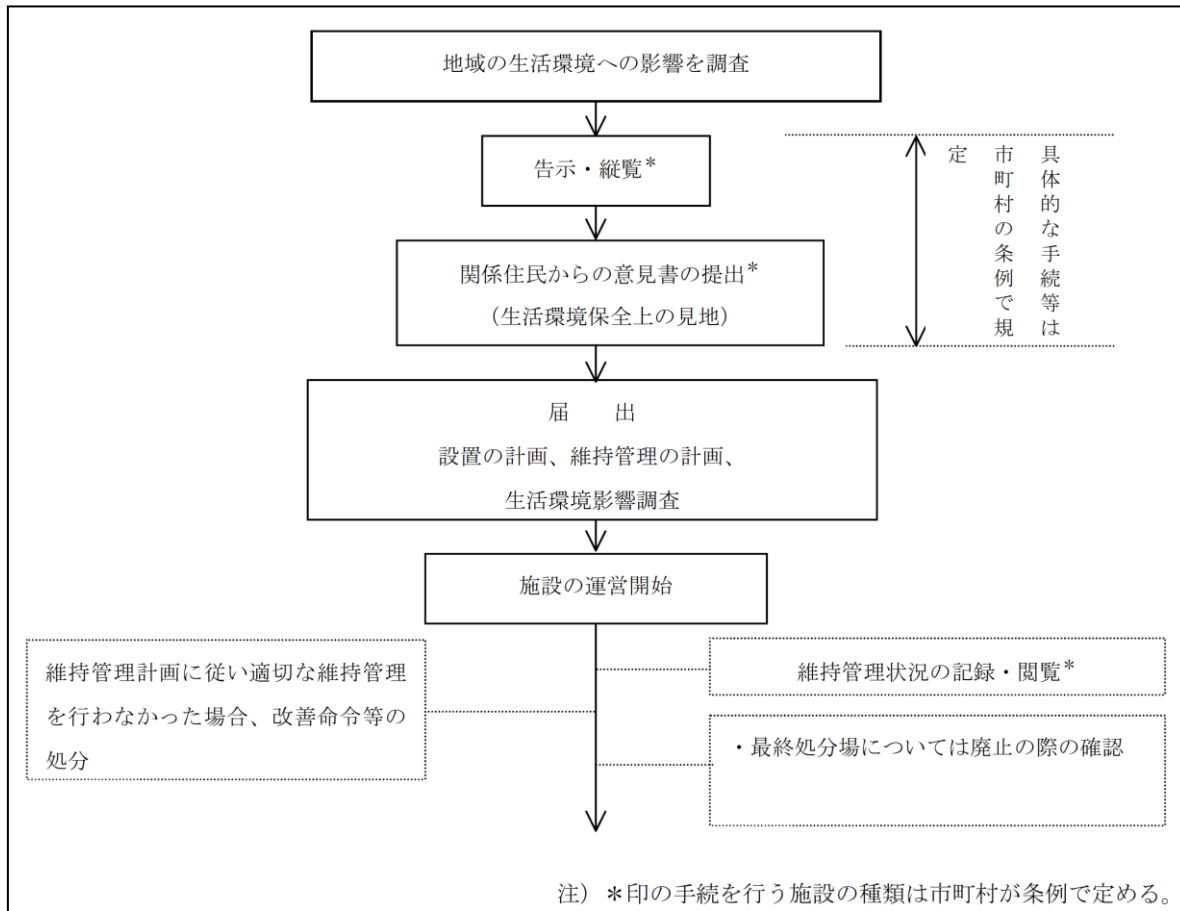 地域の生活環境への影響を調査
告示・縦覧＊
関係住民からの意見書の提出＊
（生活環境保全上の見地）
具体的な手続等は
市町村の条例で規
定
届　　出
設置の計画、維持管理の計画、
生活環境影響調査
施設の運営開始
維持管理計画に従い適切な維持管理
を行わなかった場合、改善命令等の
処分
維持管理状況の記録・閲覧＊
・最終処分場については廃止の際の確認
注）＊印の手続を行う施設の種類は市町村が条例で定める。